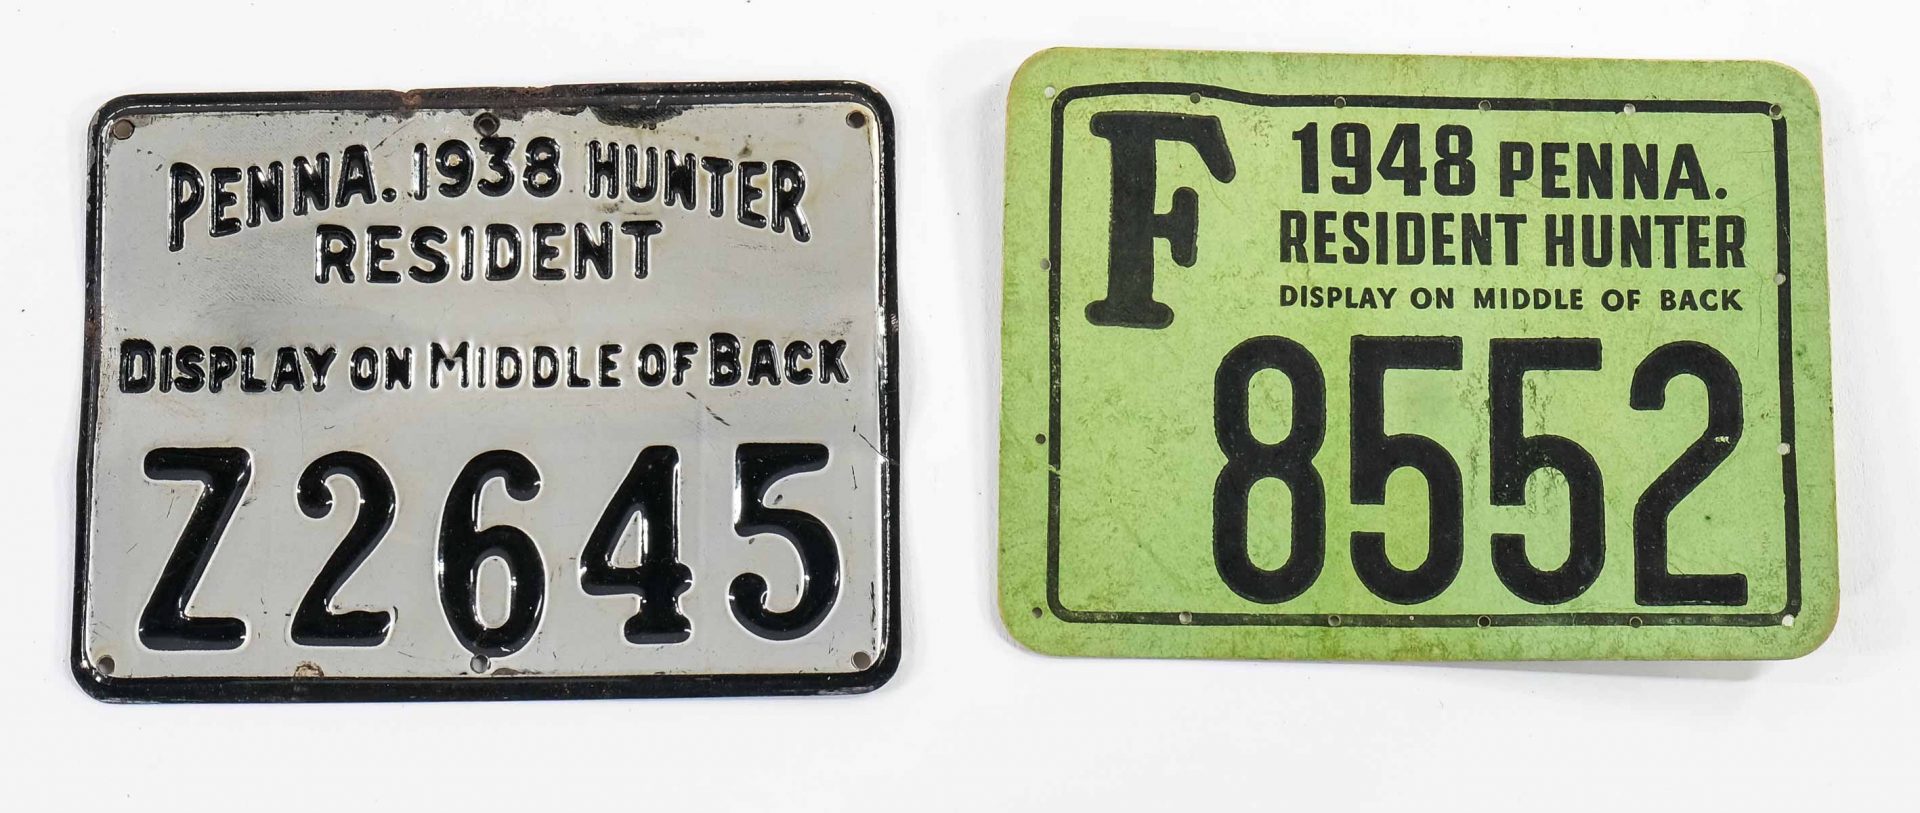 PENNA. 1938 HUNTER
RESIDENT
DISPLAY ON MIDDLE OF BACK
Z2645
F
1948 PENNA.
RESIDENT HUNTER
DISPLAY ON MIDDLE OF BACK
8552